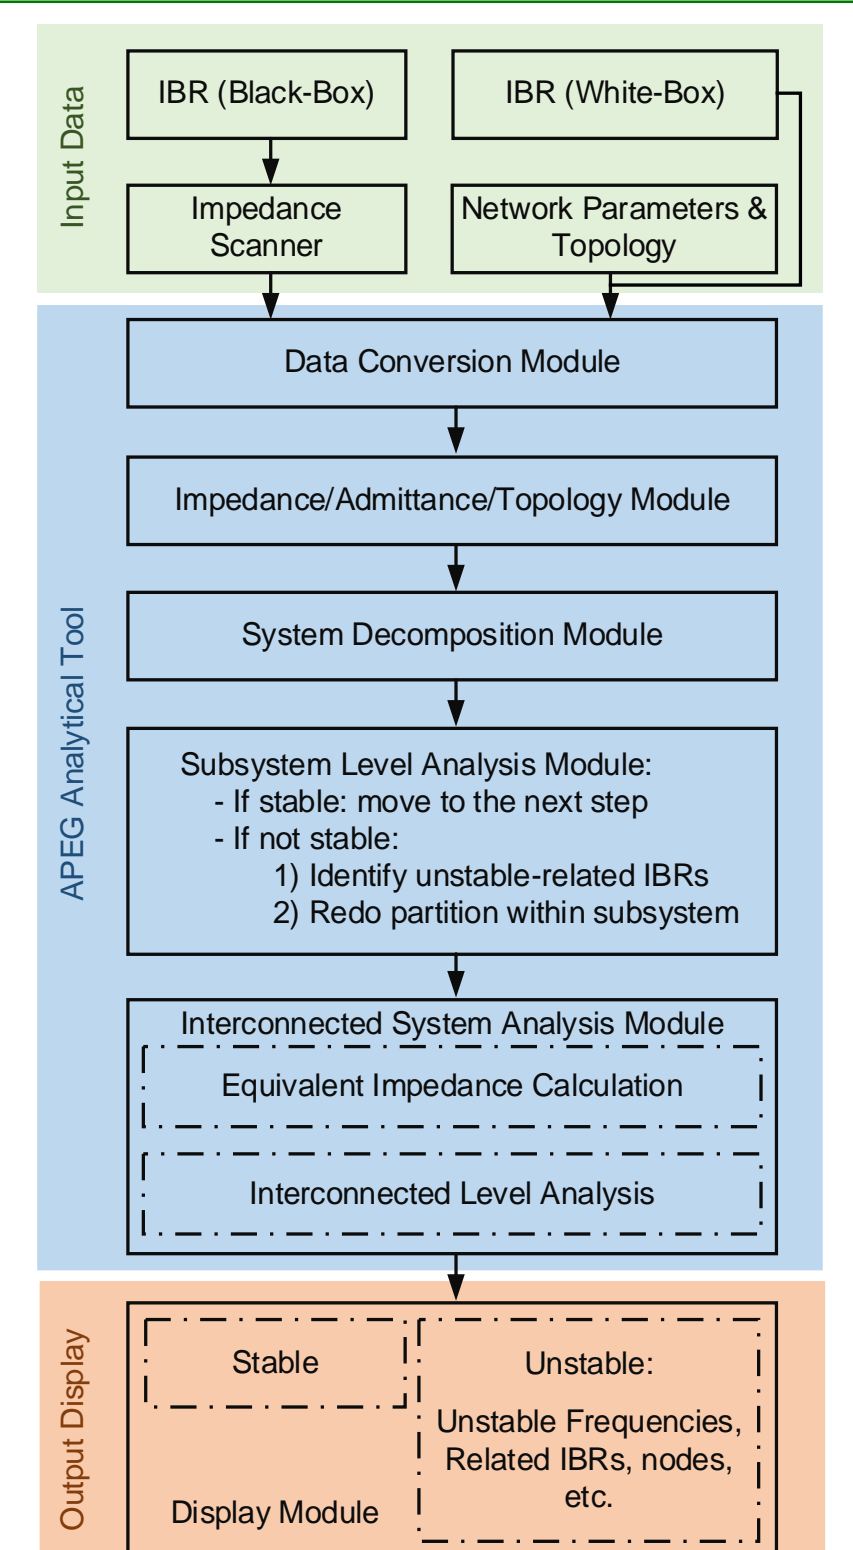 Input Data
IBR (Black-Box)
IBR (White-Box)
Impedance
Scanner
Network Parameters &
Topology
APEG Analytical Tool
Data Conversion Module
Impedance/Admittance/Topology Module
System Decomposition Module
Subsystem Level Analysis Module:
- If stable: move to the next step
- If not stable:
1) Identify unstable-related IBRs
2) Redo partition within subsystem
Interconnected System Analysis Module
Equivalent Impedance Calculation
Interconnected Level Analysis
Output Display
Stable
Unstable:
Unstable Frequencies,
Related IBRs, nodes,
etc.
Display Module